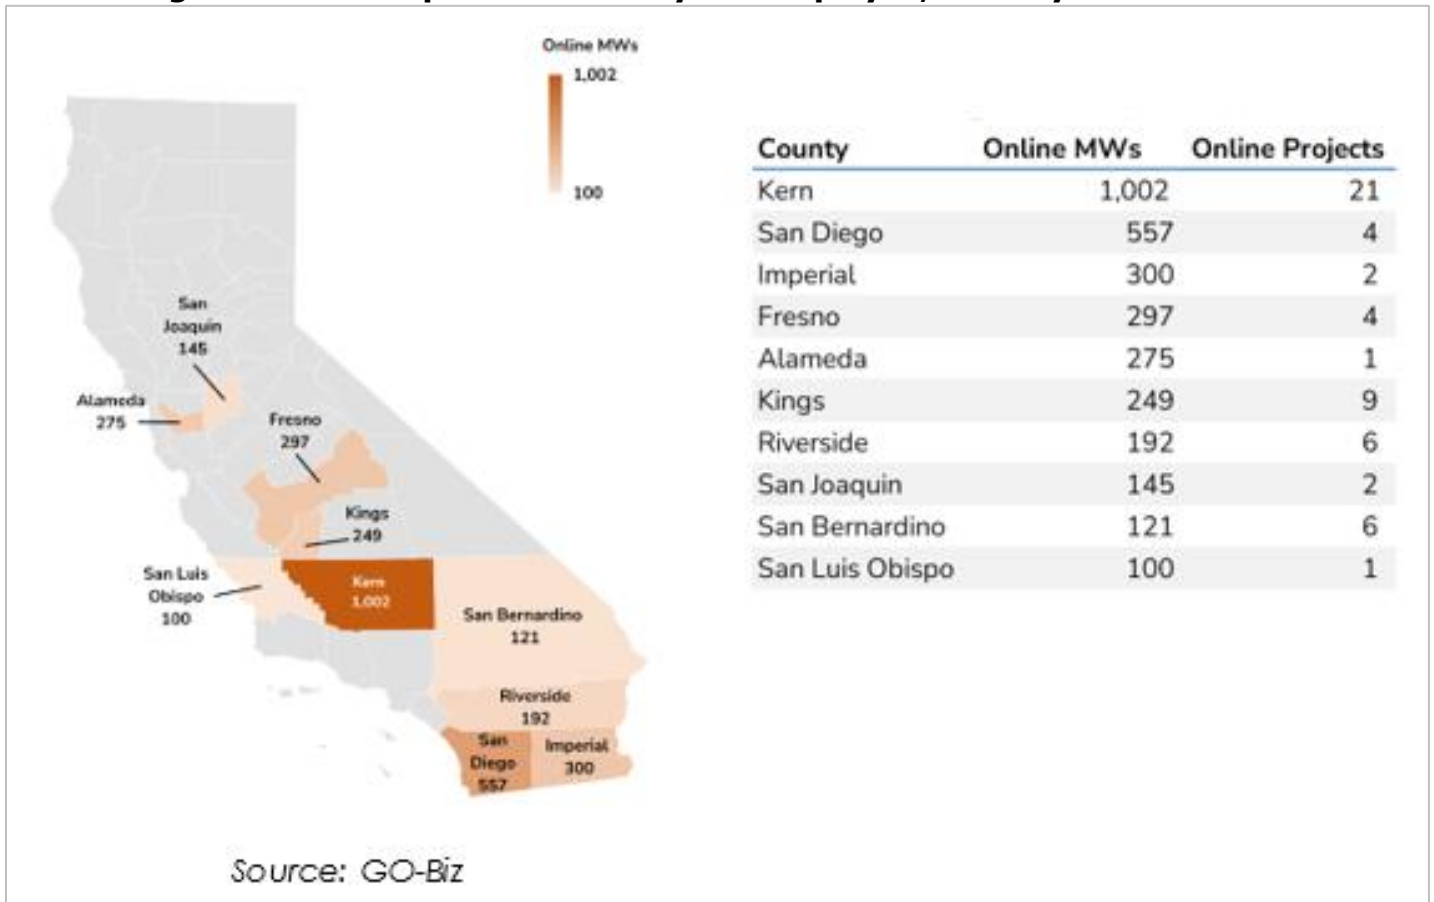 Online MWs
1,002
100
San
Joaquin
145
Alameda
275
Fresno
297
Kings
249
San Luis
Obispo
100
Kern
1,002
San Bernardino
121
Riverside
192
San
Diego
557
Imperial
300
County Online MWs Online Projects
Kern 1,002 21
San Diego 557 4
Imperial 300 2
Fresno 297 4
Alameda 275 1
Kings 249 9
Riverside 192 6
San Joaquin 145 2
San Bernardino 121 6
San Luis Obispo 100 1
Source: GO-Biz